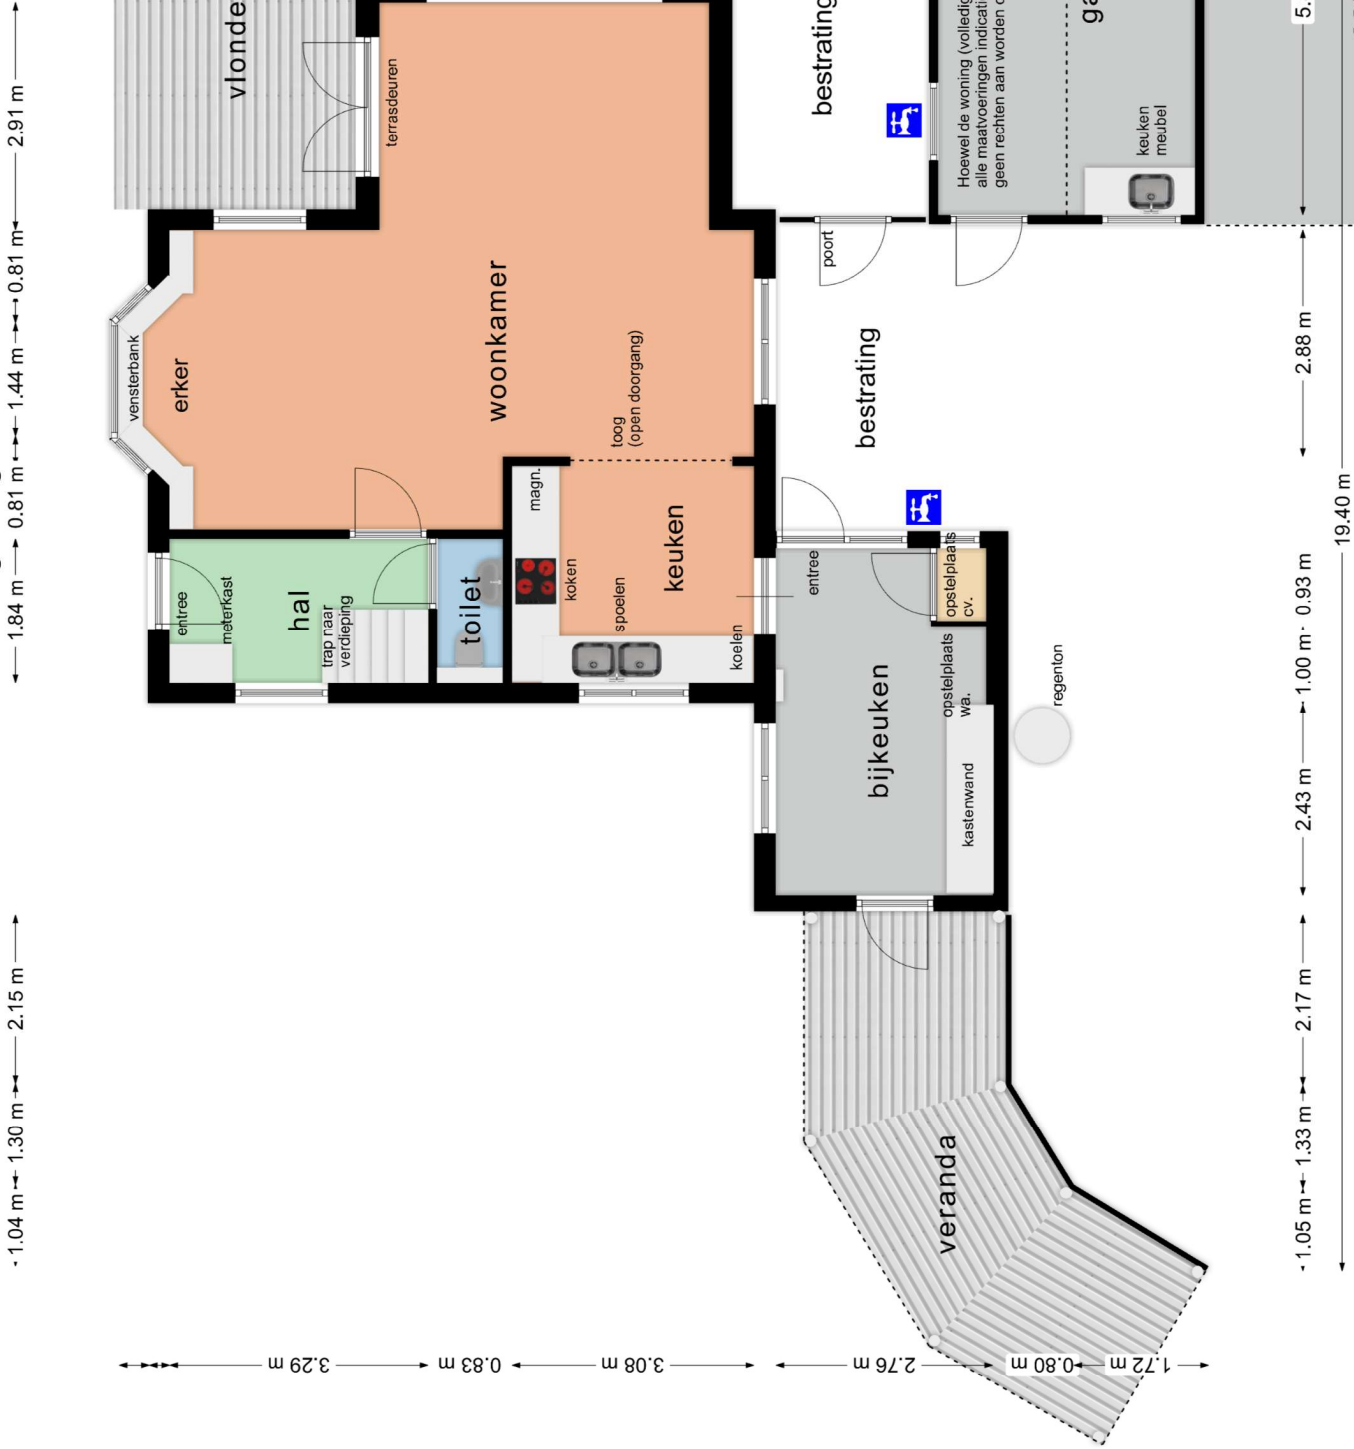 2.91 m
0.81 m
1.44 m
0.81 m
1.84 m
2.15 m
1.30 m
1.04 m
terrasdeuren
bestrating
Hoewel de woning
alle maatvoeringen
geen rechten aan worden
keuken
meubel
poort
vensterbank
erker
woonkamer
toog
(open doorgang)
bestrating
magn.
koken
spoelen
keuken
koelen
entree
meterkast
hal
trap naar
verdieping
toilet
entree
opstelplaats
cv.
opstelplaats
wa.
bijkeuken
kastenwand
regenton
veranda
5.
2.88 m
19.40 m
0.93 m
1.00 m
2.43 m
2.17 m
1.33 m
1.05 m
3.29 m
0.83 m
3.08 m
2.76 m
0.80 m
1.72 m